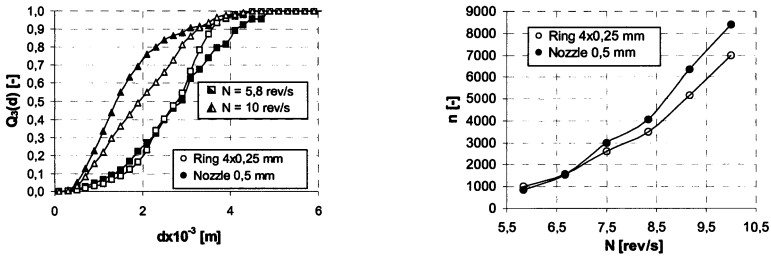 1,0
0,9
0,8
0,7
0,6
0,5
0,4
0,3
0,2
0,1
0,0
Q₃(d) [-]
N = 5,8 rev/s
N = 10 rev/s
Ring 4x0,25 mm
Nozzle 0,5 mm
0 2 4 6
dx10⁻³ [m]
9000
8000
7000
6000
5000
4000
3000
2000
1000
0
n [-]
Ring 4x0,25 mm
Nozzle 0,5 mm
5,5 6,5 7,5 8,5 9,5 10,5
N [rev/s]